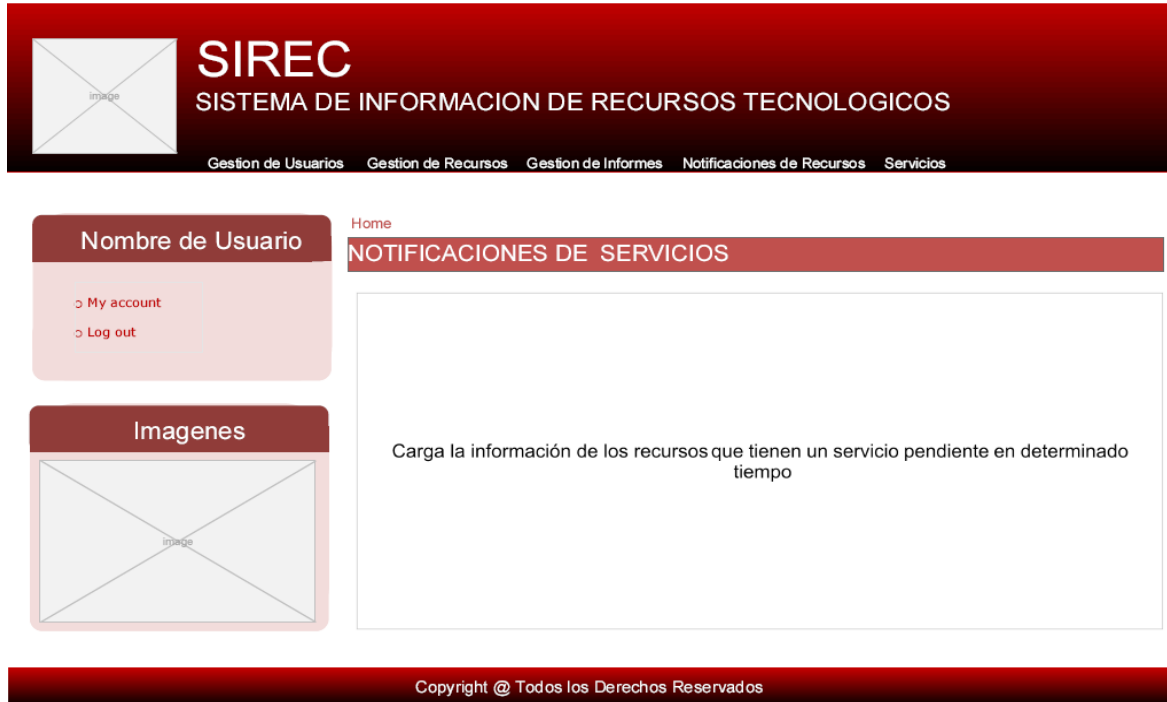 image
SIREC
SISTEMA DE INFORMACION DE RECURSOS TECNOLOGICOS
Gestion de Usuarios Gestion de Recursos Gestion de Informes Notificaciones de Recursos Servicios
Nombre de Usuario
My account
Log out
Imagenes
image
Home
NOTIFICACIONES DE SERVICIOS
Carga la información de los recursos que tienen un servicio pendiente en determinado
tiempo
Copyright @ Todos los Derechos Reservados